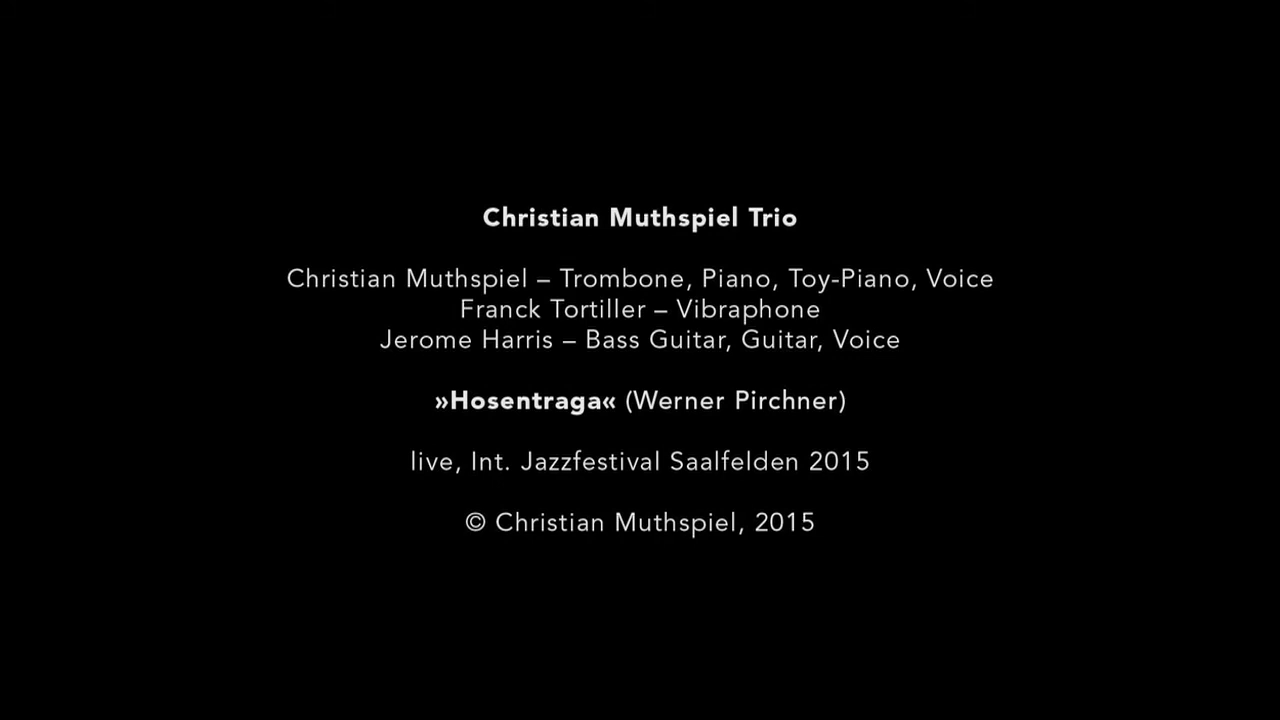 Christian Muthspiel Trio
Christian Muthspiel – Trombone, Piano, Toy-Piano, Voice
Franck Tortiller – Vibraphone
Jerome Harris – Bass Guitar, Guitar, Voice
»Hosentraga« (Werner Pirchner)
live, Int. Jazzfestival Saalfelden 2015
© Christian Muthspiel, 2015